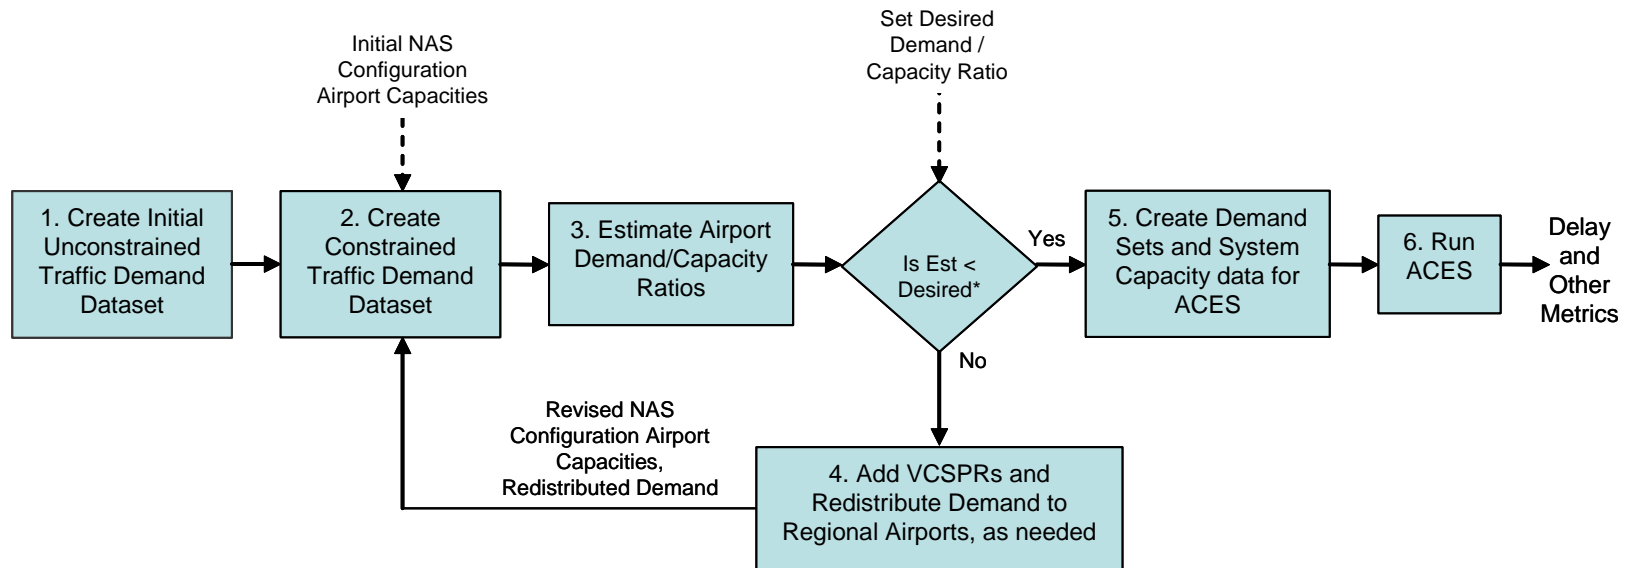 Initial NAS
Configuration
Airport Capacities
Set Desired
Demand /
Capacity Ratio
1. Create Initial
Unconstrained
Traffic Demand
Dataset
2. Create
Constrained
Traffic Demand
Dataset
3. Estimate Airport
Demand/Capacity
Ratios
Is Est <
Desired*
Yes
No
5. Create Demand
Sets and System
Capacity data for
ACES
6. Run
ACES
Delay
and
Other
Metrics
Revised NAS
Configuration Airport
Capacities,
Redistributed Demand
4. Add VCSPRs and
Redistribute Demand to
Regional Airports, as needed